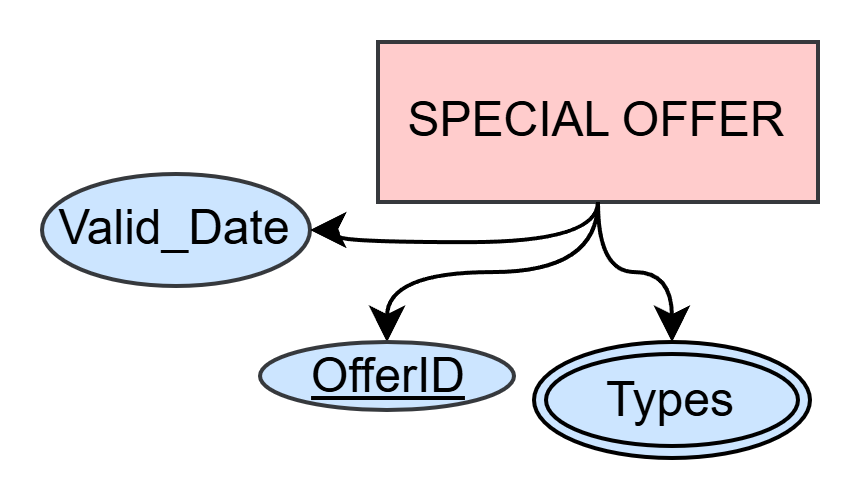 SPECIAL OFFER
Valid_Date
OfferID
Types